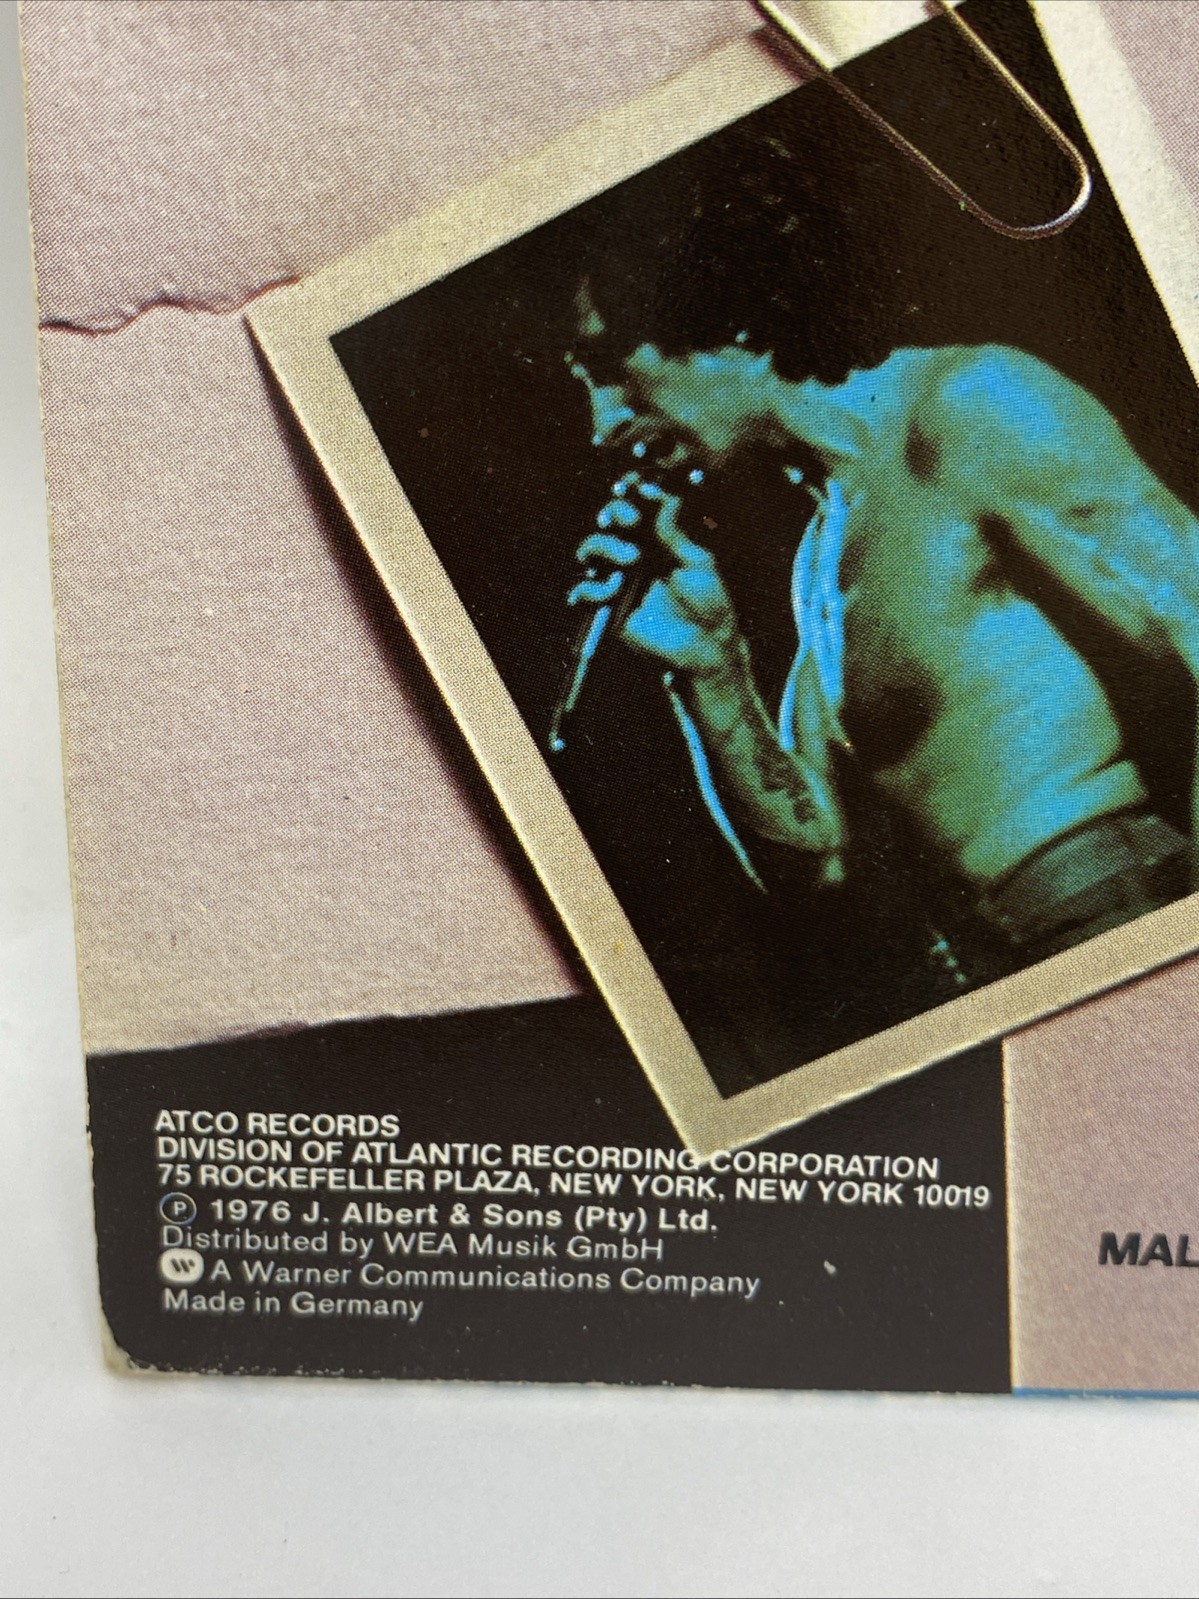 ATCO RECORDS
DIVISION OF ATLANTIC RECORDING CORPORATION
75 ROCKEFELLER PLAZA, NEW YORK, NEW YORK 10019
Ⓟ 1976 J. Albert & Sons (Pty) Ltd.
Distributed by WEA Musik GmbH
A Warner Communications Company
Made in Germany
MAL